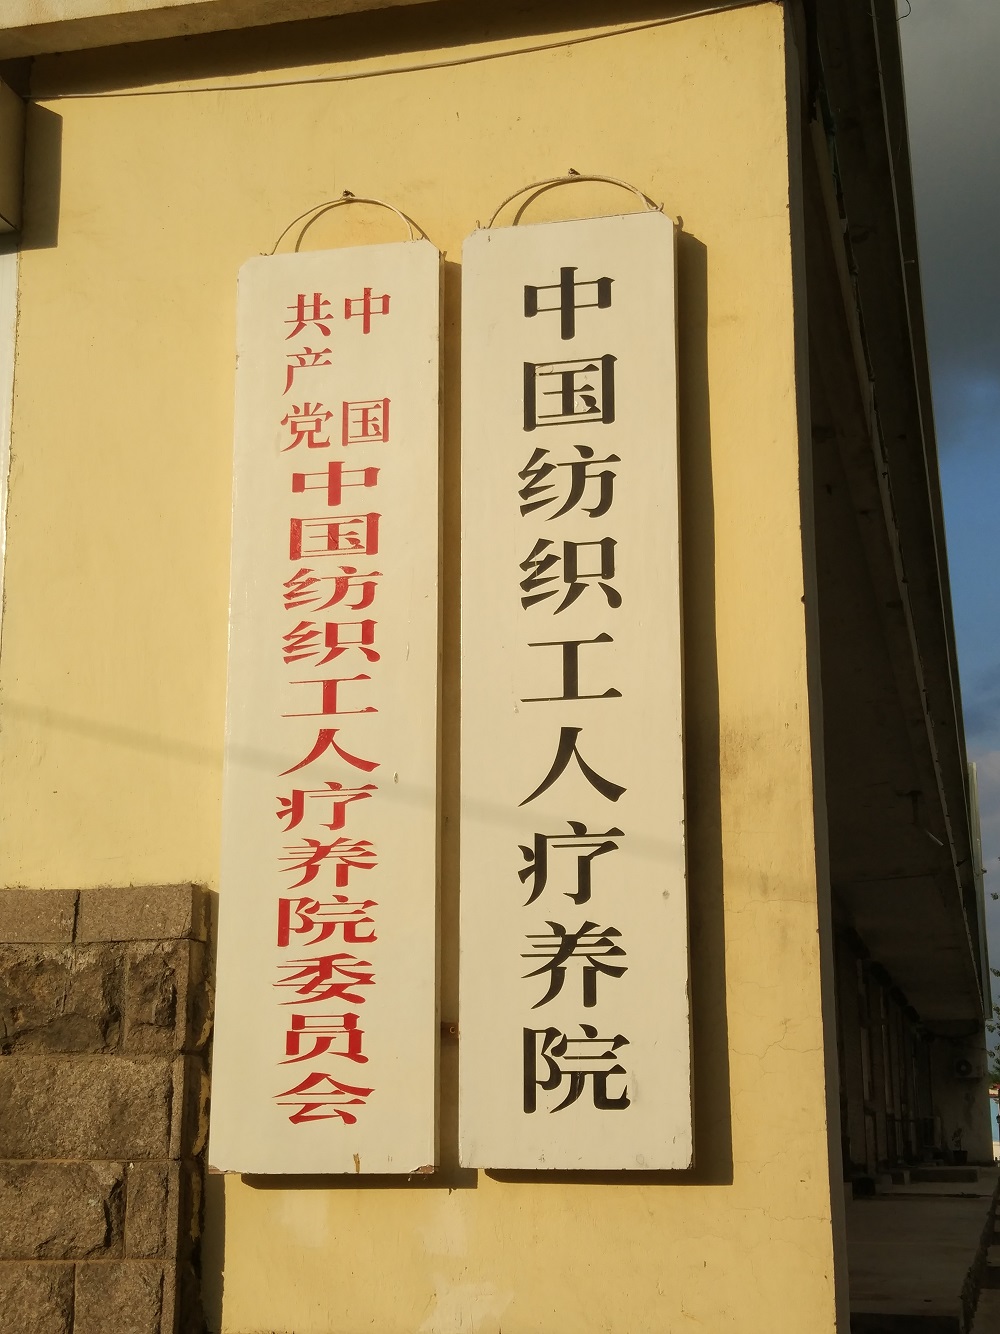 中国纺织工人疗养院
中国
共产党
中国纺织工人疗养院委员会